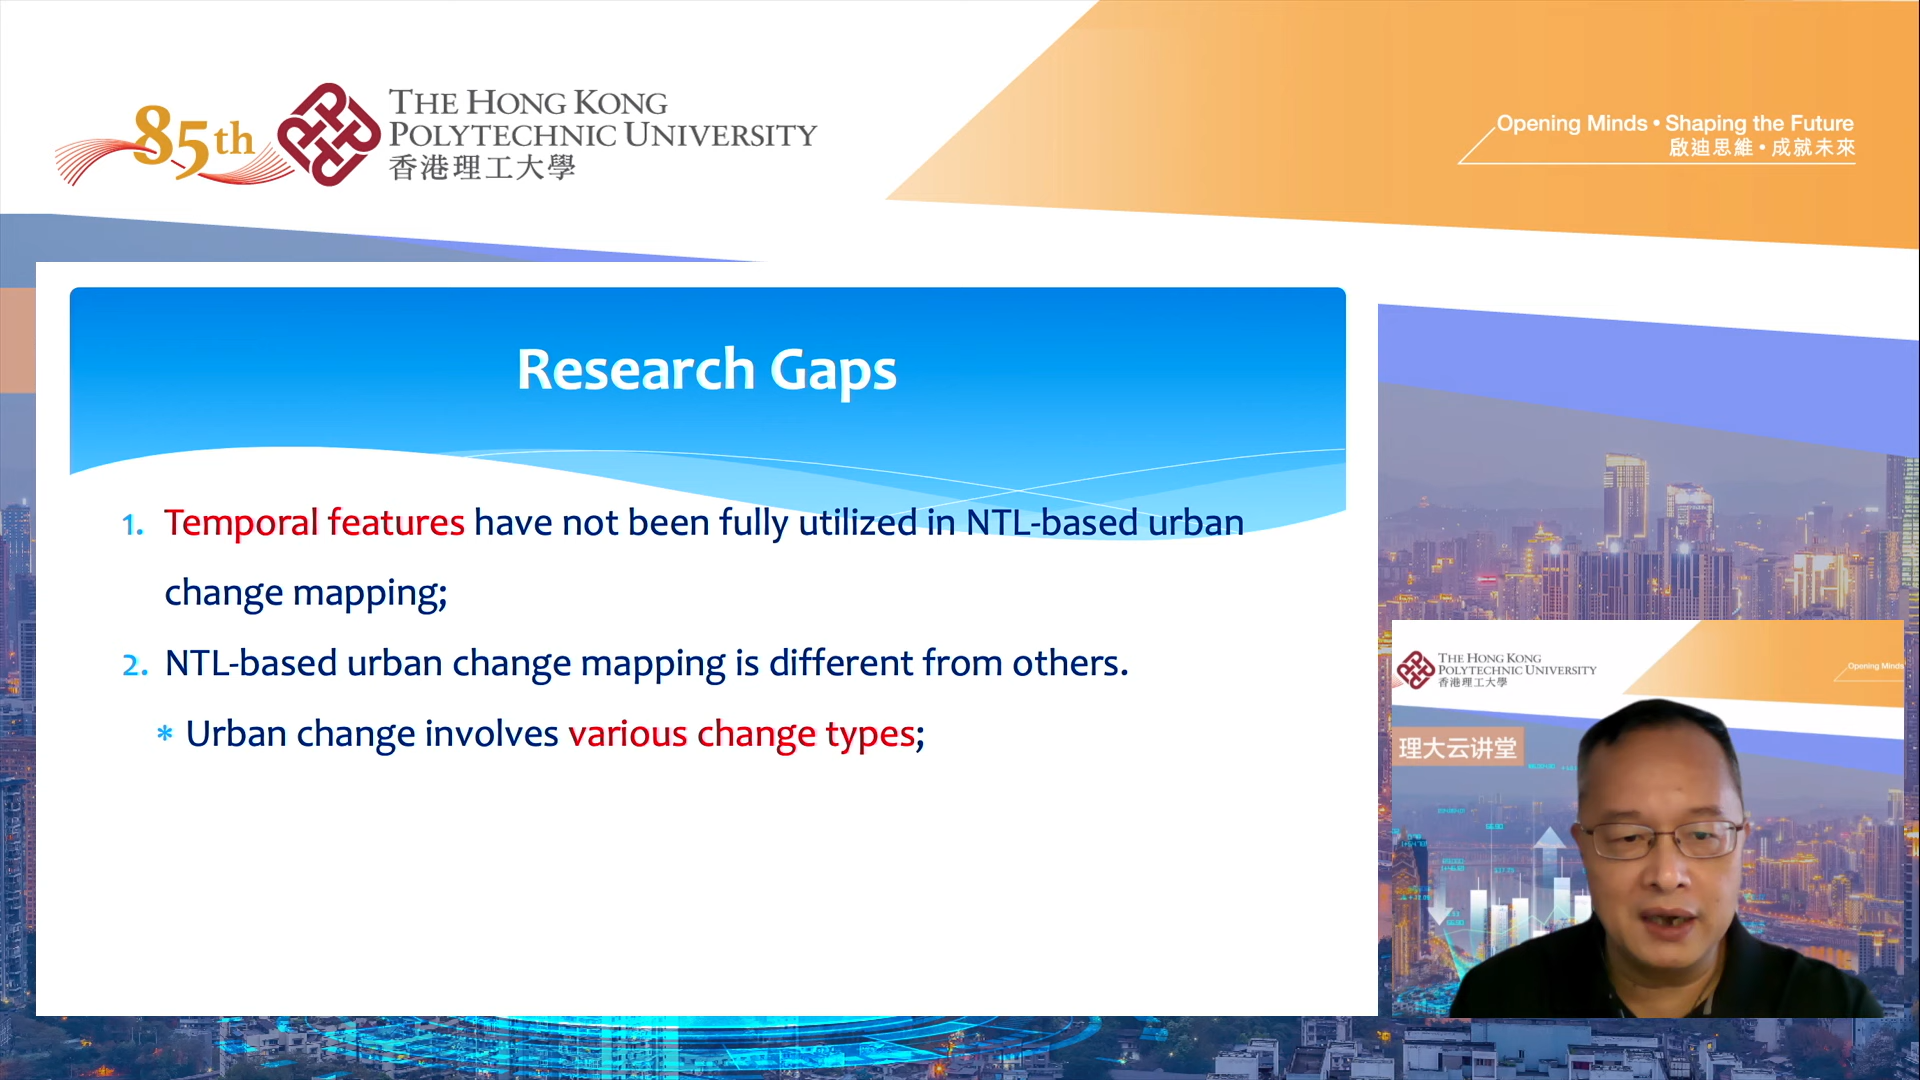 85th
THE HONG KONG
POLYTECHNIC UNIVERSITY
香港理工大學
Opening Minds • Shaping the Future
啟迪思維 • 成就未來
Research Gaps
1. Temporal features have not been fully utilized in NTL-based urban
change mapping;
2. NTL-based urban change mapping is different from others.
* Urban change involves various change types;
THE HONG KONG
POLYTECHNIC UNIVERSITY
香港理工大學
Opening Minds
理大云讲堂